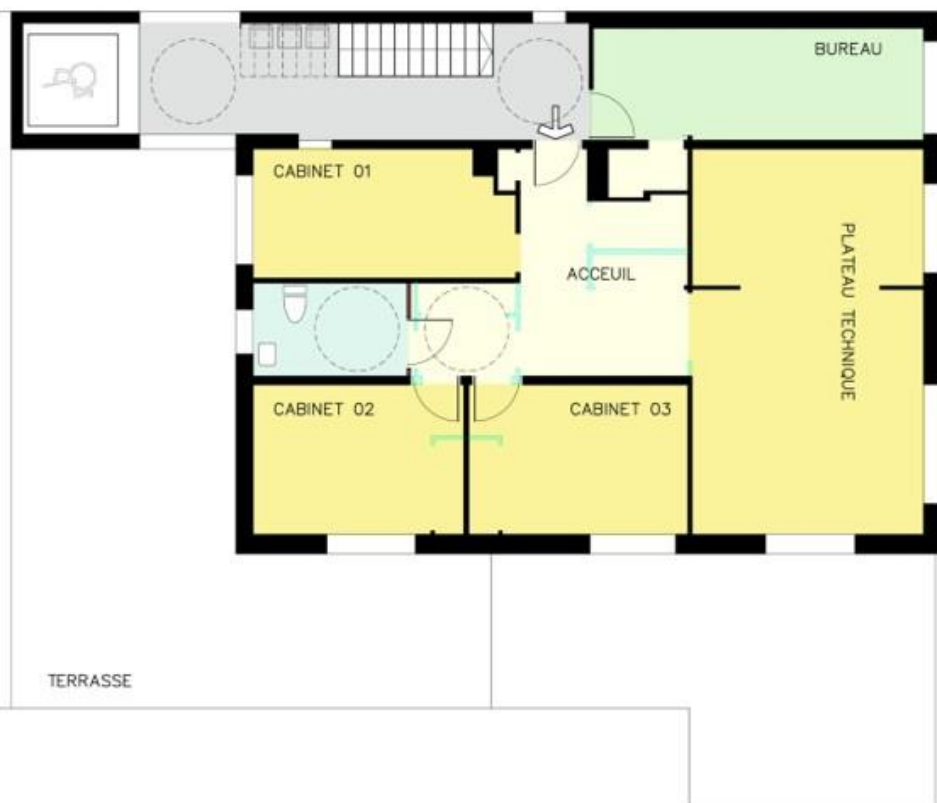 BUREAU
CABINET 01
ACCEUIL
PLATEAU TECHNIQUE
CABINET 02
CABINET 03
TERRASSE